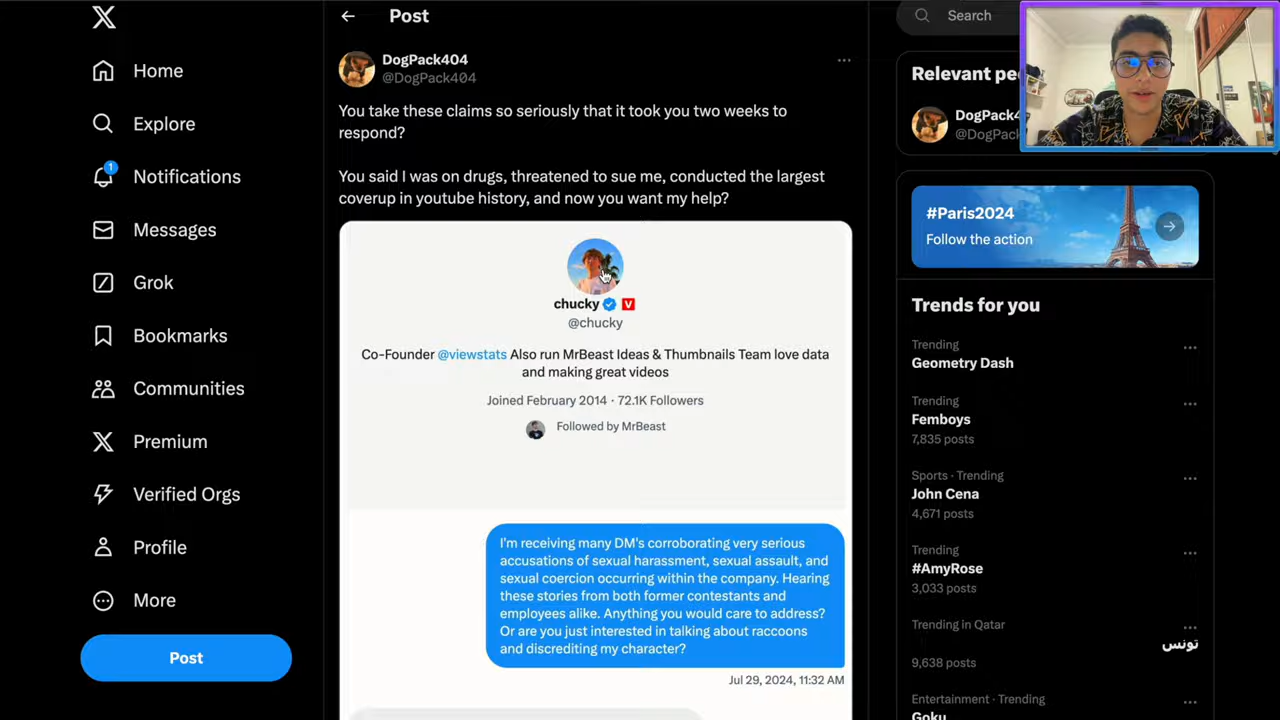 Home
Explore
1
Notifications
Messages
Grok
Bookmarks
Communities
Premium
Verified Orgs
Profile
More
Post
Post
DogPack404
@DogPack404
You take these claims so seriously that it took you two weeks to
respond?
You said I was on drugs, threatened to sue me, conducted the largest
coverup in youtube history, and now you want my help?
chucky V
@chucky
Co-Founder @viewstats Also run MrBeast Ideas & Thumbnails Team love data
and making great videos
Joined February 2014 · 72.1K Followers
Followed by MrBeast
I'm receiving many DM's corroborating very serious
accusations of sexual harassment, sexual assault, and
sexual coercion occurring within the company. Hearing
these stories from both former contestants and
employees alike. Anything you would care to address?
Or are you just interested in talking about raccoons
and discrediting my character?
Jul 29, 2024, 11:32 AM
Search
Relevant pe
DogPack4
@DogPack
#Paris2024
Follow the action
Trends for you
Trending
Geometry Dash
Trending
Femboys
7,835 posts
Sports · Trending
John Cena
4,671 posts
Trending
#AmyRose
3,033 posts
Trending in Qatar
تونس
9,638 posts
Entertainment · Trending
Goku